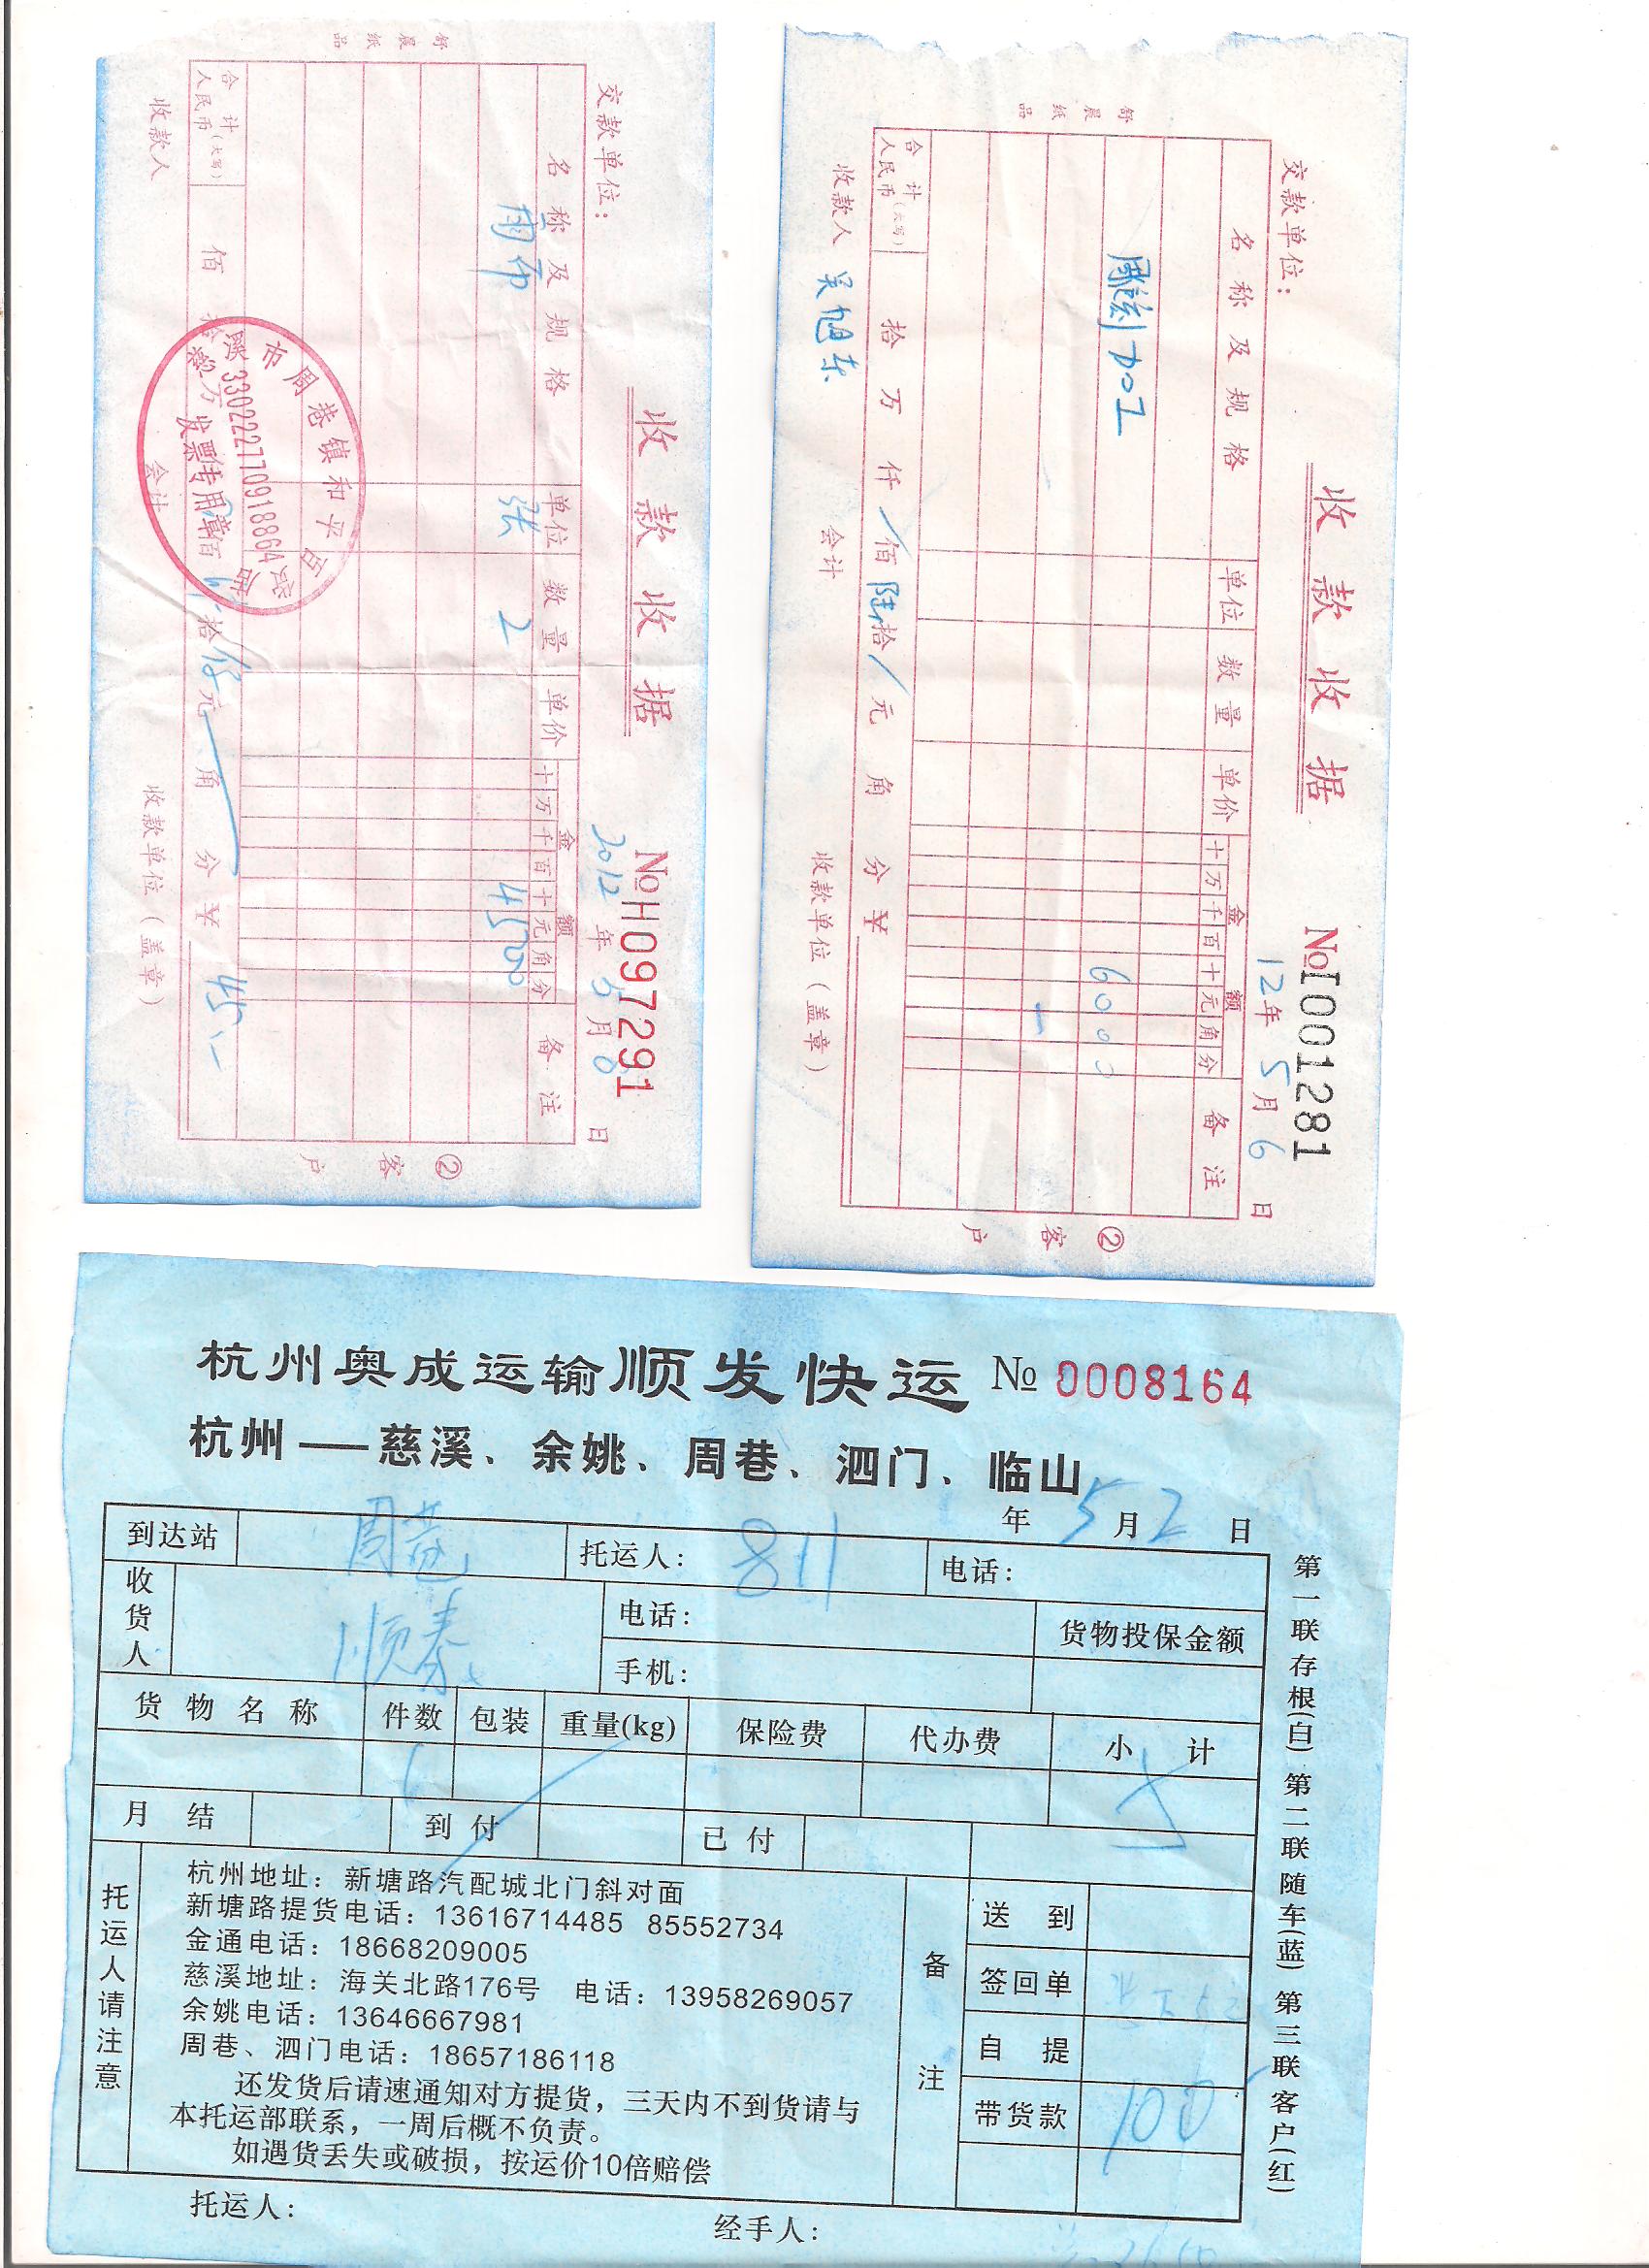 收款收据
No H0972291
交款单位：
2012年5月8日
名称及规格 单位 数量 单价 金额 备注
十万千百十元角分
雨布 张 2 4500
合计人民币（大写） 佰 拾 万 仟 佰 拾 元 角 分 ￥45.-
收款人 会计 收款单位（盖章）
②客户
舒晨纸品
慈溪市周巷镇和平百货店
330222177091886
发票专用章
收款收据
No I001281
交款单位：
12年5月6日
名称及规格 单位 数量 单价 金额 备注
十万千百十元角分
雕刻加工 6000
合计人民币（大写） 拾 万 仟 / 佰 陆拾 / 元 角 分 ￥
收款人 吴旭东 会计 收款单位（盖章）
②客户
舒晨纸品
杭州奥成运输顺发快运 № 0008164
杭州——慈溪、余姚、周巷、泗门、临山
年 5月2日
到达站 周巷 托运人：811 电话：
收货人 顺泰 电话： 货物投保金额
手机：
货物名称 件数 包装 重量(kg) 保险费 代办费 小计
月结 到付 已付
托运人请注意
杭州地址：新塘路汽配城北门斜对面
新塘路提货电话：13616714485 85552734
金通电话：18668209005
慈溪地址：海关北路176号 电话：13958269057
余姚电话：13646667981
周巷、泗门电话：18657186118
还发货后请速通知对方提货，三天内不到货请与
本托运部联系，一周后概不负责。
如遇货丢失或破损，按运价10倍赔偿
备注
送到
签回单
自提
带货款 100
托运人： 经手人：
第一联存根(白) 第二联随车(蓝) 第三联客户(红)